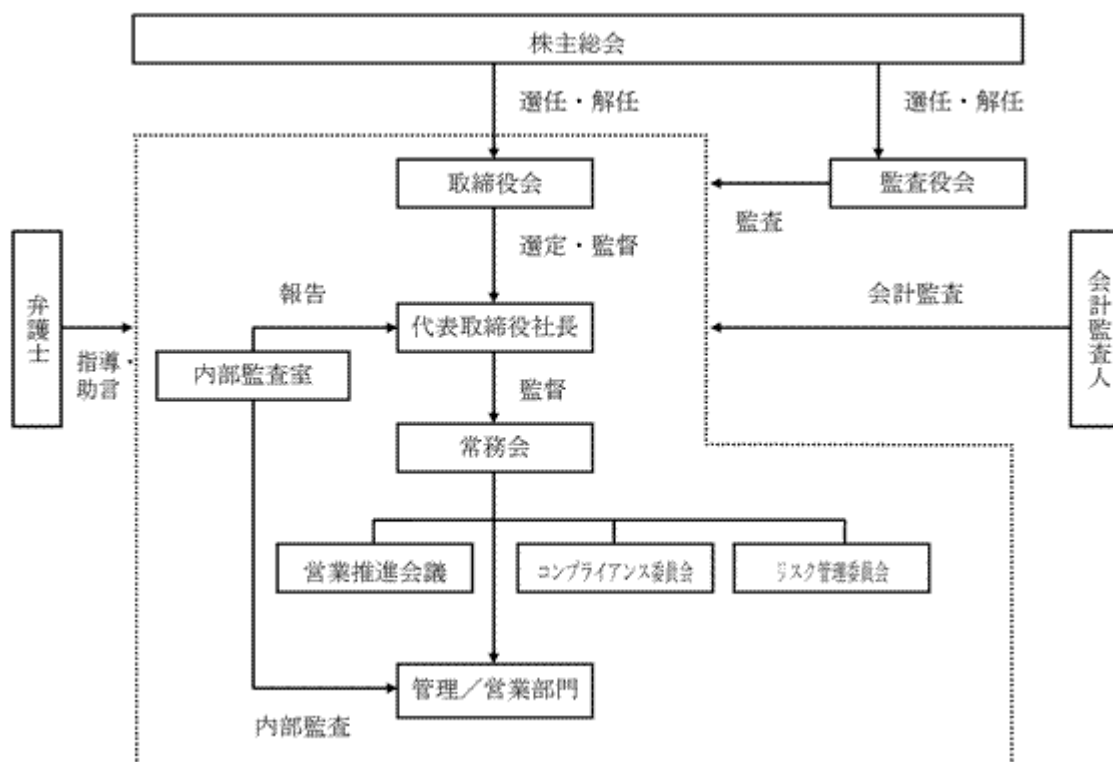 株主総会
選任・解任
選任・解任
取締役会
監査役会
監査
選定・監督
弁護士
指導・
助言
報告
代表取締役社長
会計監査
会計監査人
内部監査室
監督
常務会
営業推進会議
コンプライアンス委員会
リスク管理委員会
管理／営業部門
内部監査